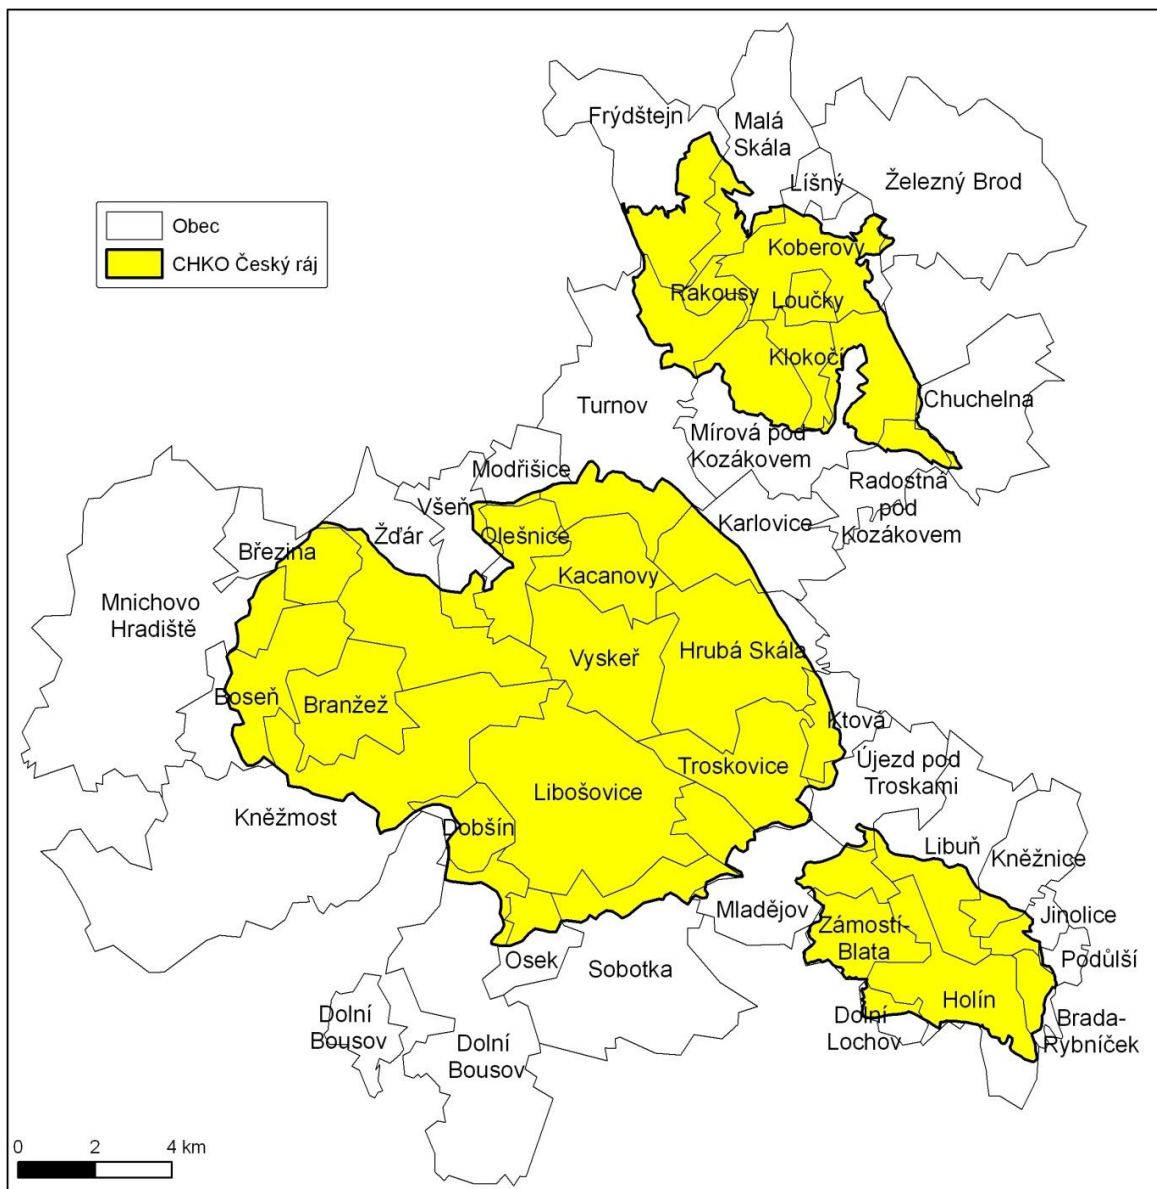 Frýdštejn
Malá
Skála
Líšný
Železný Brod
Obec
CHKO Český ráj
Koberovy
Rakousy
Loučky
Klokočí
Turnov
Chuchelna
Mírová pod
Kozákovem
Modřišice
Radostná
pod
Kozákovem
Všeň
Karlovice
Žďár
Olešnice
Březina
Kacanovy
Mnichovo
Hradiště
Vyskeř
Hrubá Skála
Boseň
Branžež
Ktová
Újezd pod
Troskami
Troskovice
Libošovice
Kněžmost
Dobšín
Libuň
Kněžnice
Mladějov
Jinolice
Zámostí-
Blata
Podůlší
Osek
Sobotka
Holín
Dolní
Bousov
Dolní
Lochov
Brada-
Rybníček
Dolní
Bousov
0 2 4 km